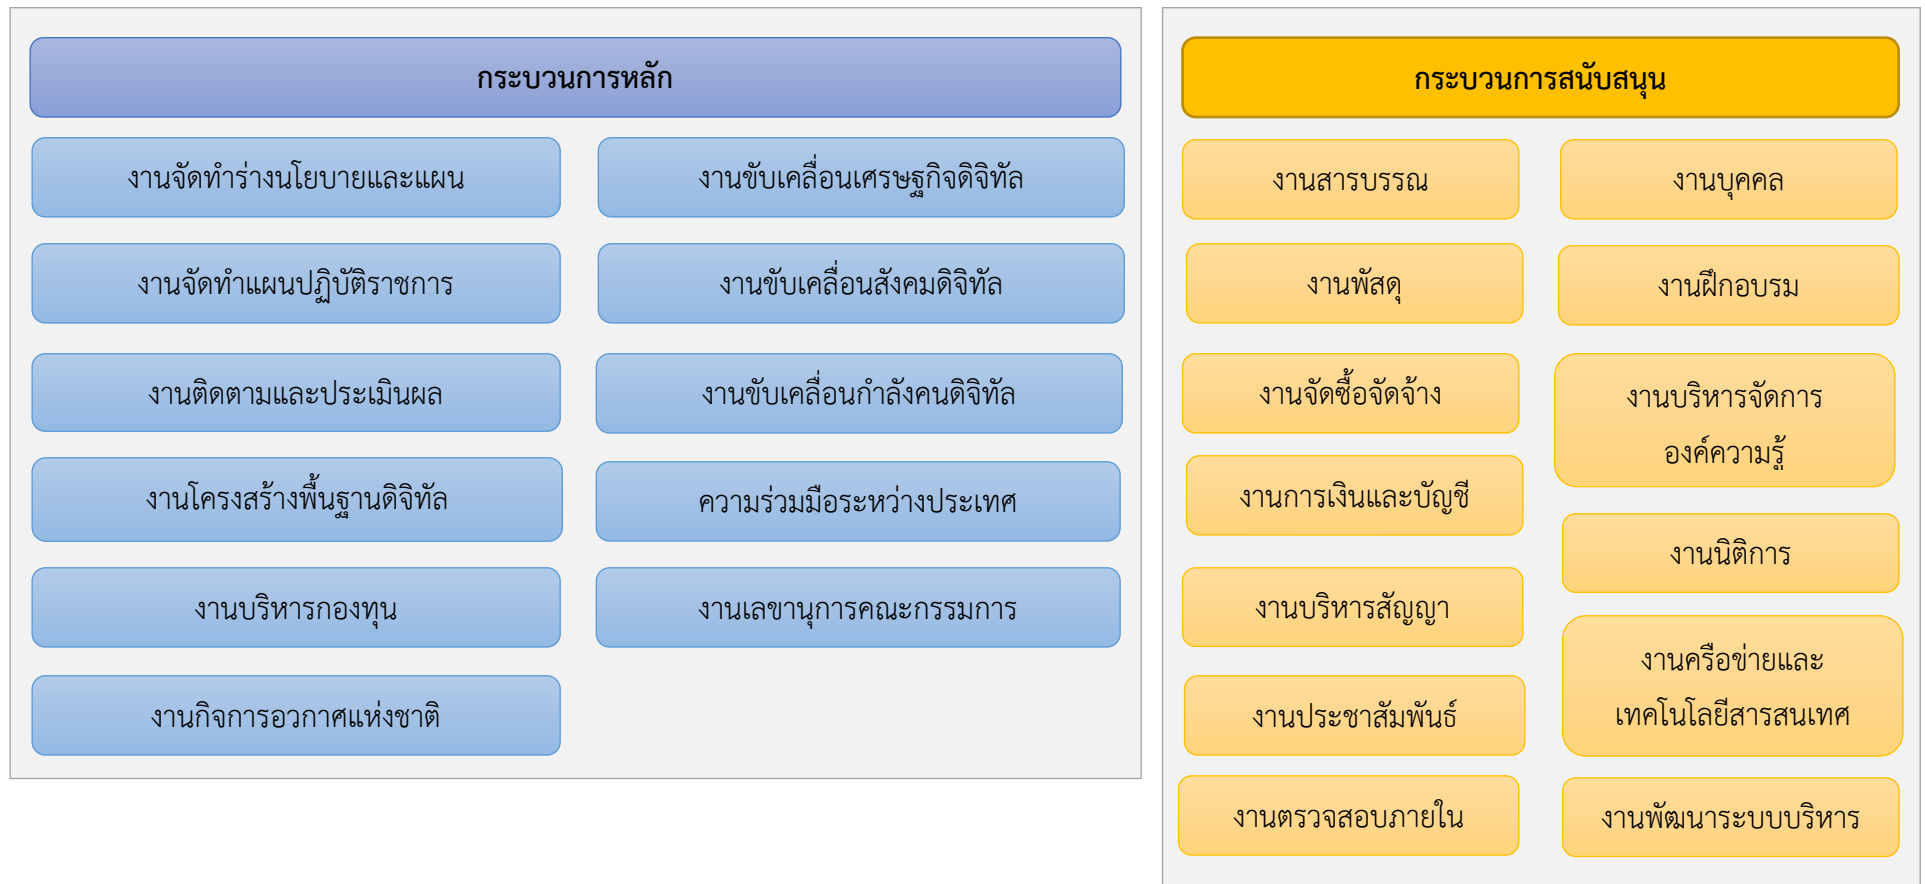 กระบวนการหลัก
งานจัดทำร่างนโยบายและแผน
งานขับเคลื่อนเศรษฐกิจดิจิทัล
งานจัดทำแผนปฏิบัติราชการ
งานขับเคลื่อนสังคมดิจิทัล
งานติดตามและประเมินผล
งานขับเคลื่อนกำลังคนดิจิทัล
งานโครงสร้างพื้นฐานดิจิทัล
ความร่วมมือระหว่างประเทศ
งานบริหารกองทุน
งานเลขานุการคณะกรรมการ
งานกิจการอวกาศแห่งชาติ
กระบวนการสนับสนุน
งานสารบรรณ
งานบุคคล
งานพัสดุ
งานฝึกอบรม
งานจัดซื้อจัดจ้าง
งานบริหารจัดการ
องค์ความรู้
งานการเงินและบัญชี
งานนิติการ
งานบริหารสัญญา
งานครือข่ายและ
เทคโนโลยีสารสนเทศ
งานประชาสัมพันธ์
งานตรวจสอบภายใน
งานพัฒนาระบบบริหาร